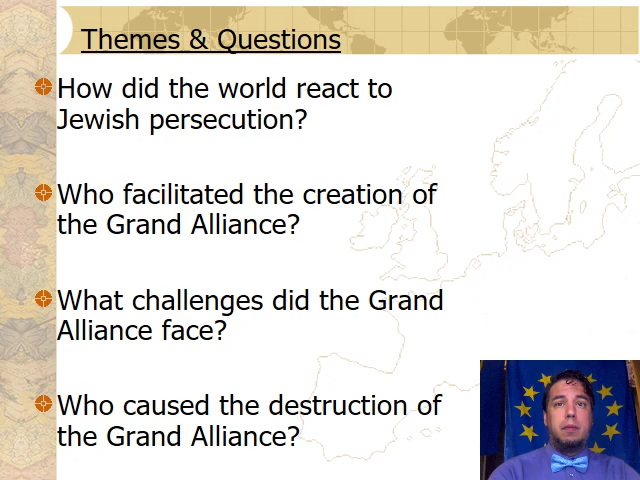 Themes & Questions
How did the world react to
Jewish persecution?
Who facilitated the creation of
the Grand Alliance?
What challenges did the Grand
Alliance face?
Who caused the destruction of
the Grand Alliance?